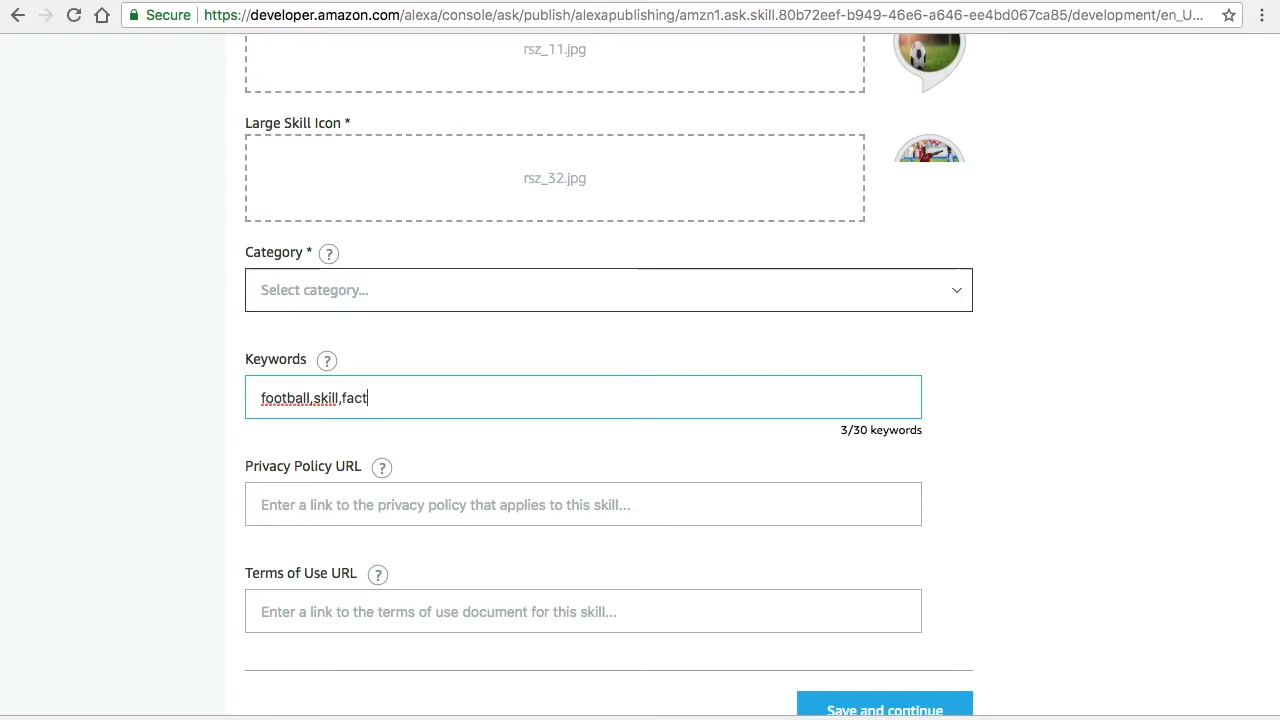 Secure
https://developer.amazon.com/alexa/console/ask/publish/alexapublishing/amzn1.ask.skill.80b72eef-b949-46e6-a646-ee4bd067ca85/development/en_U...
rsz_11.jpg
Large Skill Icon *
rsz_32.jpg
Category * ?
Select category...
Keywords ?
football,skill,fact
3/30 keywords
Privacy Policy URL ?
Enter a link to the privacy policy that applies to this skill...
Terms of Use URL ?
Enter a link to the terms of use document for this skill...
Save and continue